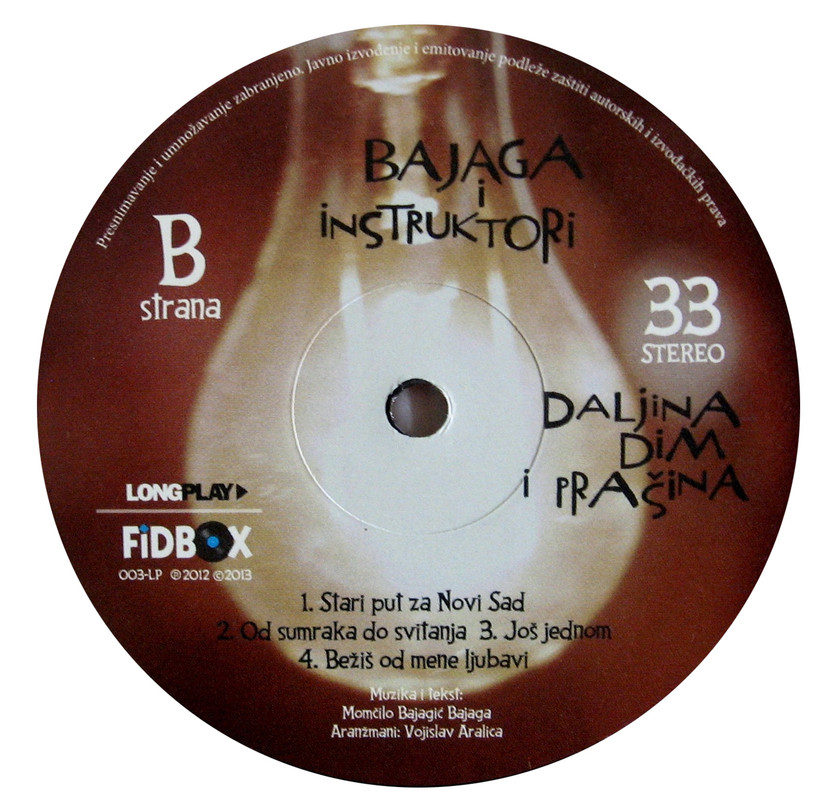 Presnimavanje i umnožavanje zabranjeno. Javno izvođenje i emitovanje podleže zaštiti autorskih i izvođačkih prava
BAJAGA
i
iNSTRUKTORi
B
strana
33
STEREO
DALJiNA
DiM
i PRAŠiNA
LONGPLAY
FiDBOX
003-LP ℗2012 ©2013
1. Stari put za Novi Sad
2. Od sumraka do svitanja 3. Još jednom
4. Bežiš od mene ljubavi
Muzika i tekst:
Momčilo Bajagić Bajaga
Aranžmani: Vojislav Aralica